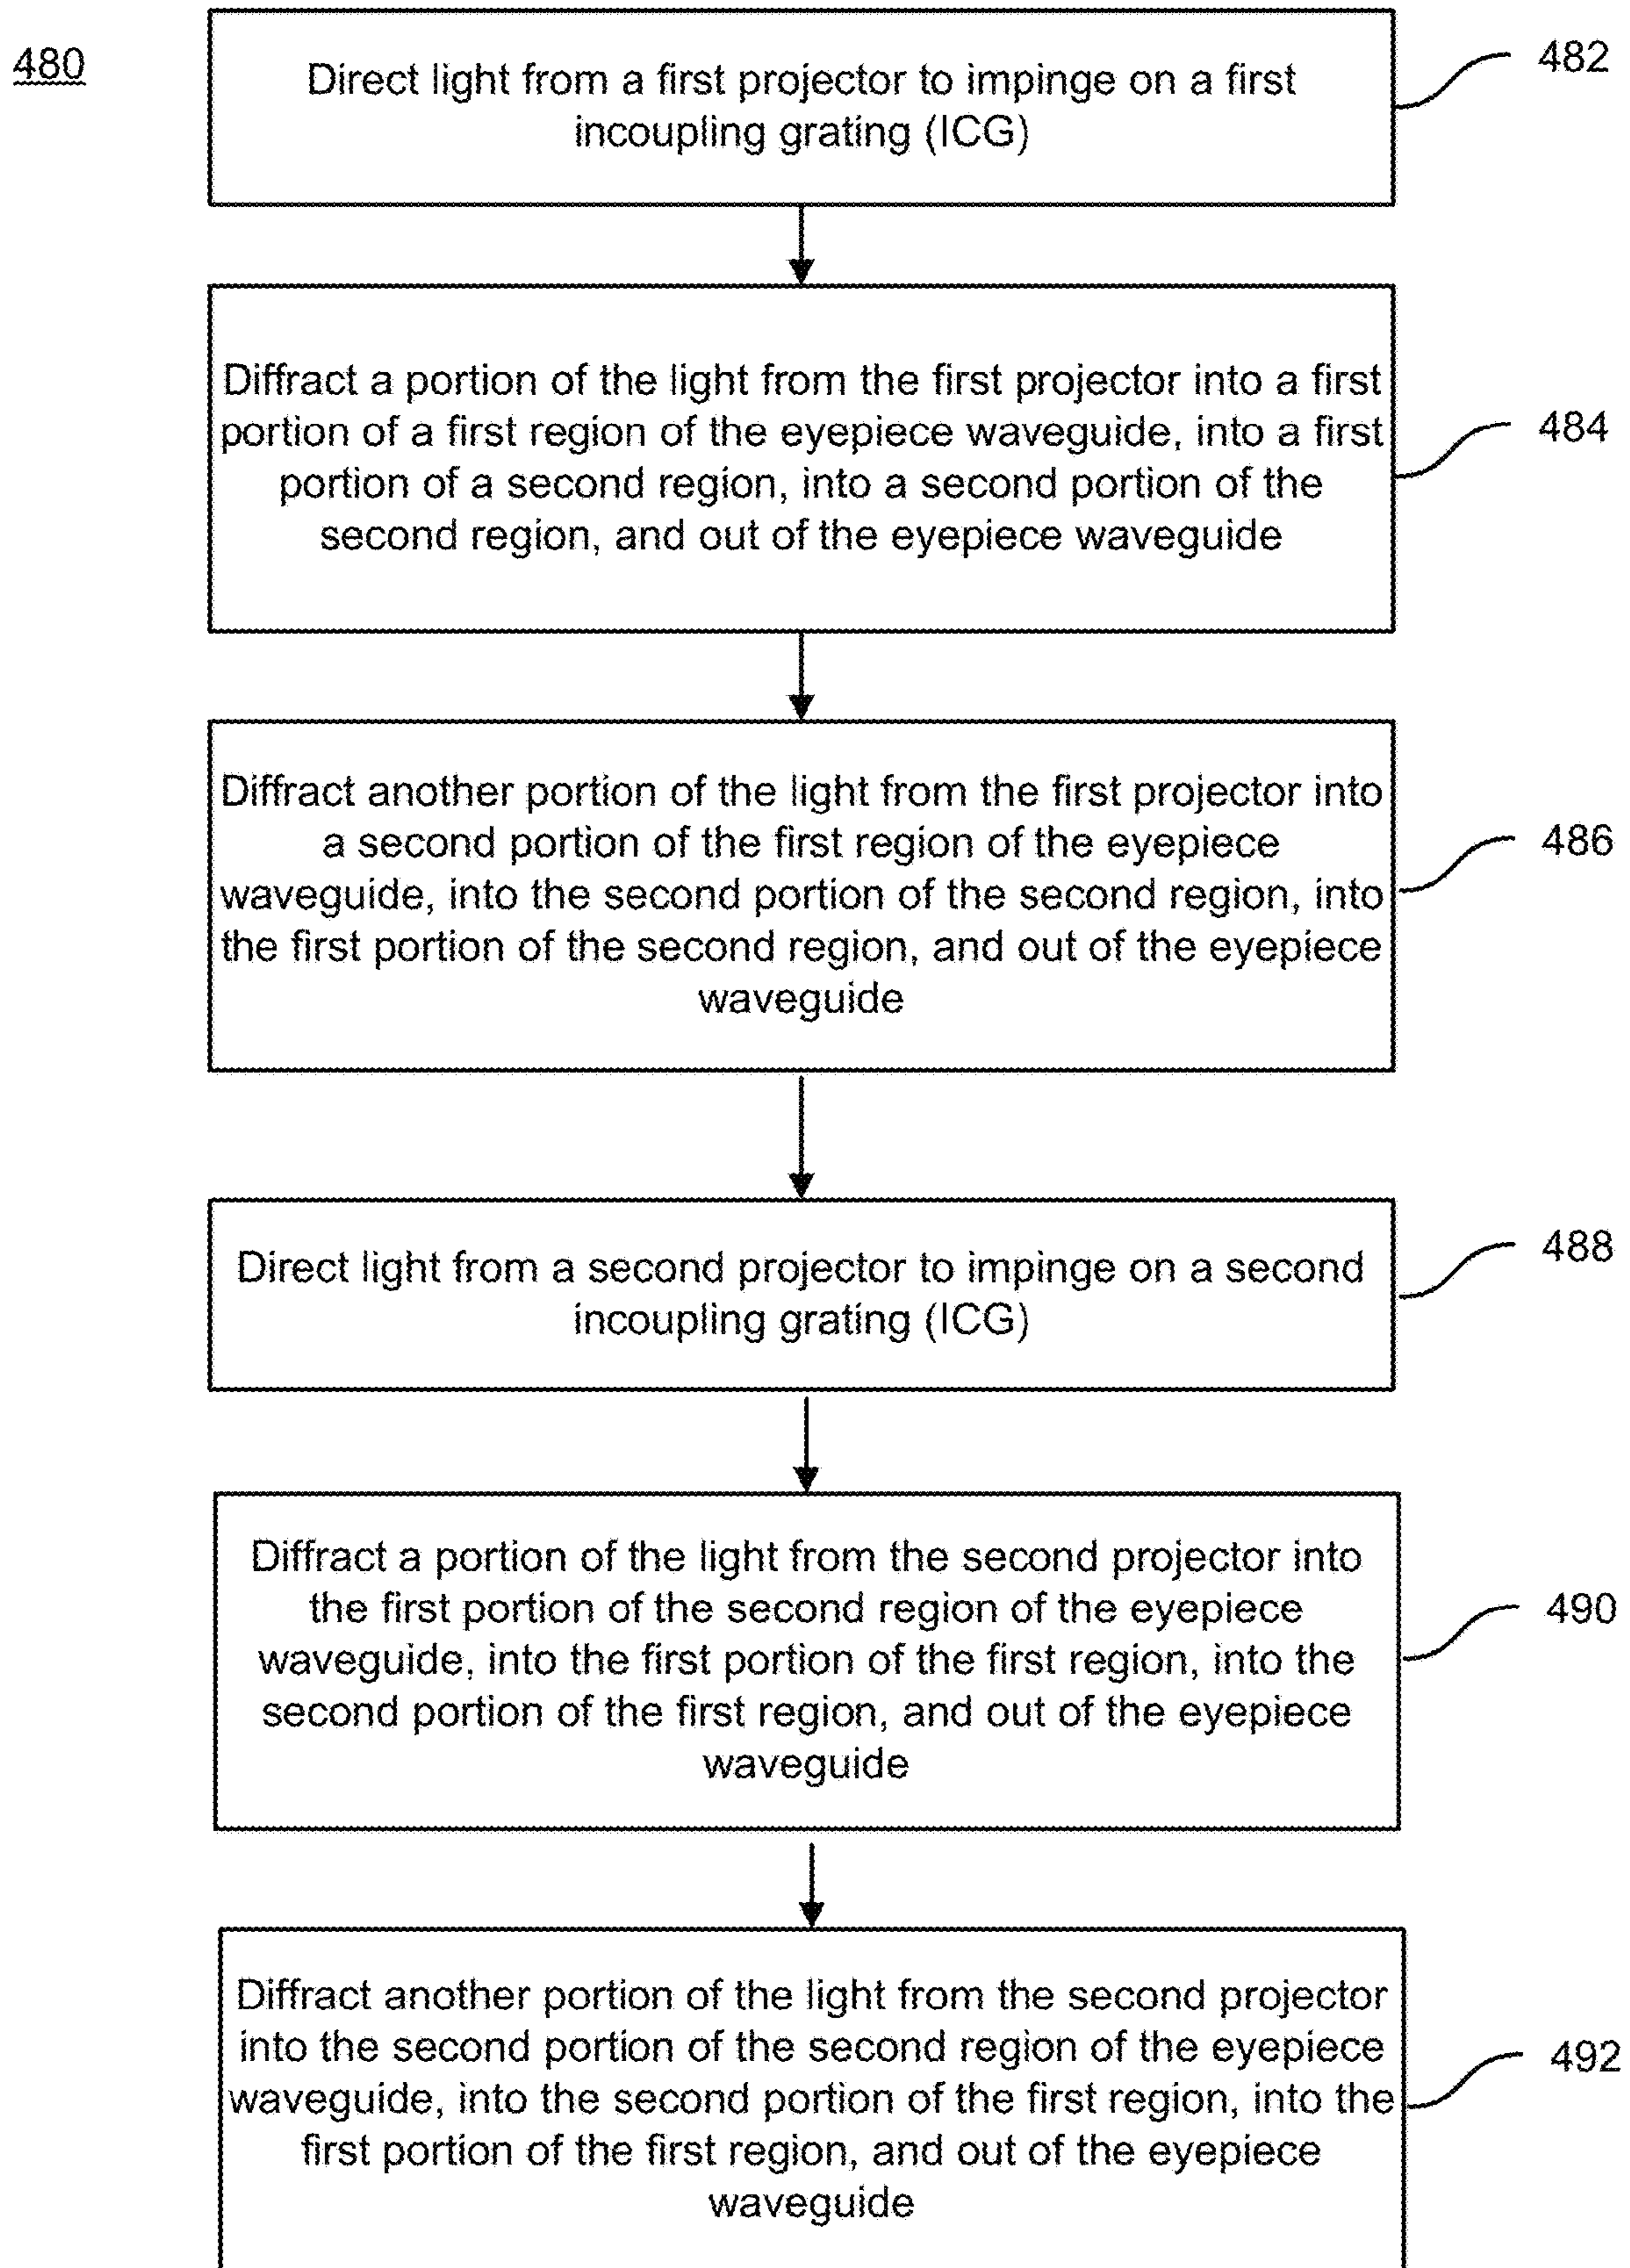 480
Direct light from a first projector to impinge on a first
incoupling grating (ICG)
482
Diffract a portion of the light from the first projector into a first
portion of a first region of the eyepiece waveguide, into a first
portion of a second region, into a second portion of the
second region, and out of the eyepiece waveguide
484
Diffract another portion of the light from the first projector into
a second portion of the first region of the eyepiece
waveguide, into the second portion of the second region, into
the first portion of the second region, and out of the eyepiece
waveguide
486
Direct light from a second projector to impinge on a second
incoupling grating (ICG)
488
Diffract a portion of the light from the second projector into
the first portion of the second region of the eyepiece
waveguide, into the first portion of the first region, into the
second portion of the first region, and out of the eyepiece
waveguide
490
Diffract another portion of the light from the second projector
into the second portion of the second region of the eyepiece
waveguide, into the second portion of the first region, into the
first portion of the first region, and out of the eyepiece
waveguide
492